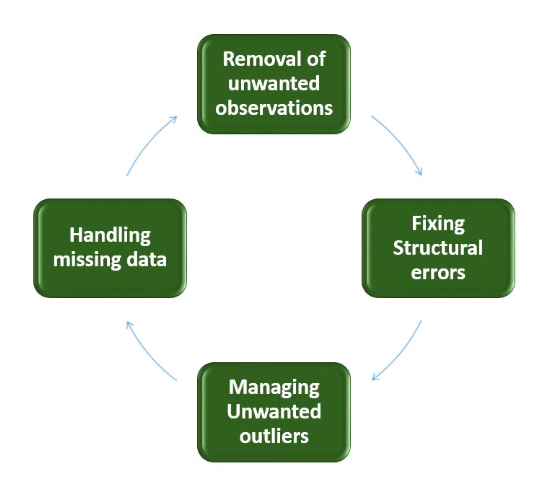 Removal of
unwanted
observations
Fixing
Structural
errors
Managing
Unwanted
outliers
Handling
missing data